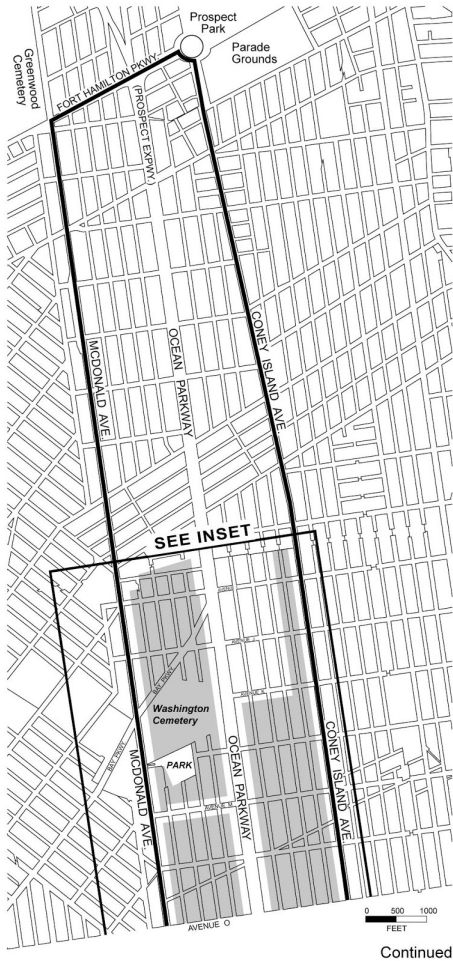 Prospect
Park
Parade
Grounds
Greenwood
Cemetery
FORT HAMILTON PKWY
(PROSPECT EXPWY)
MCDONALD AVE.
OCEAN PARKWAY
CONEY ISLAND AVE.
SEE INSET
BAY PKWY
BAY PKWY
Washington
Cemetery
PARK
MCDONALD AVE.
OCEAN PARKWAY
CONEY ISLAND AVE.
AVENUE M
AVENUE O
0 500 1000
FEET
Continued